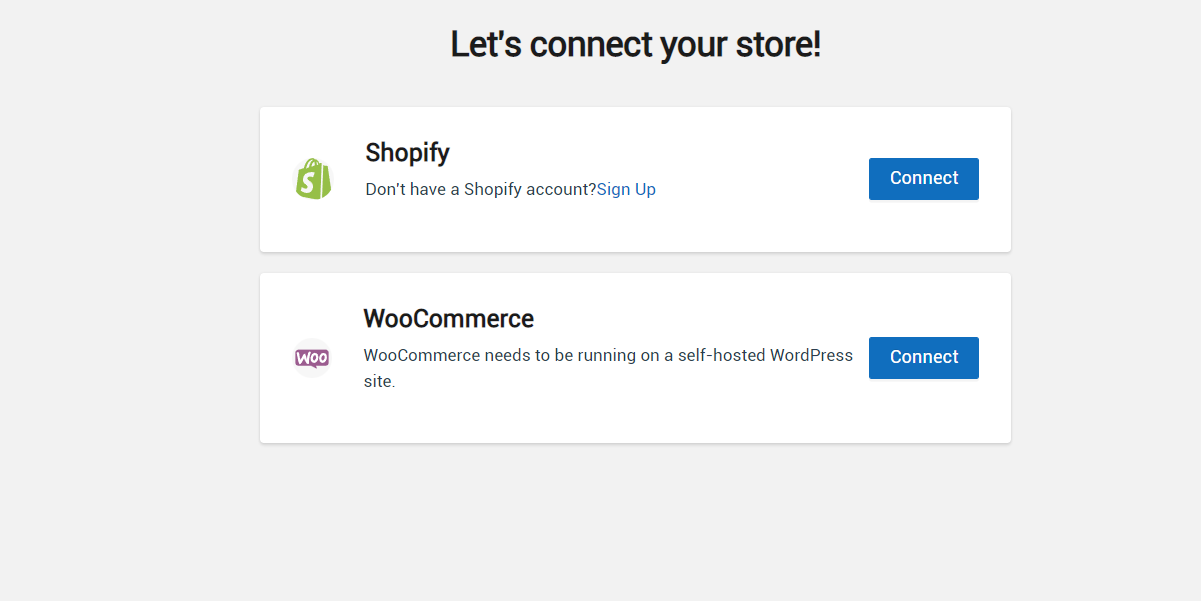 Let's connect your store!
Shopify
Don't have a Shopify account?Sign Up
Connect
WooCommerce
WooCommerce needs to be running on a self-hosted WordPress
site.
Connect
S
WOO